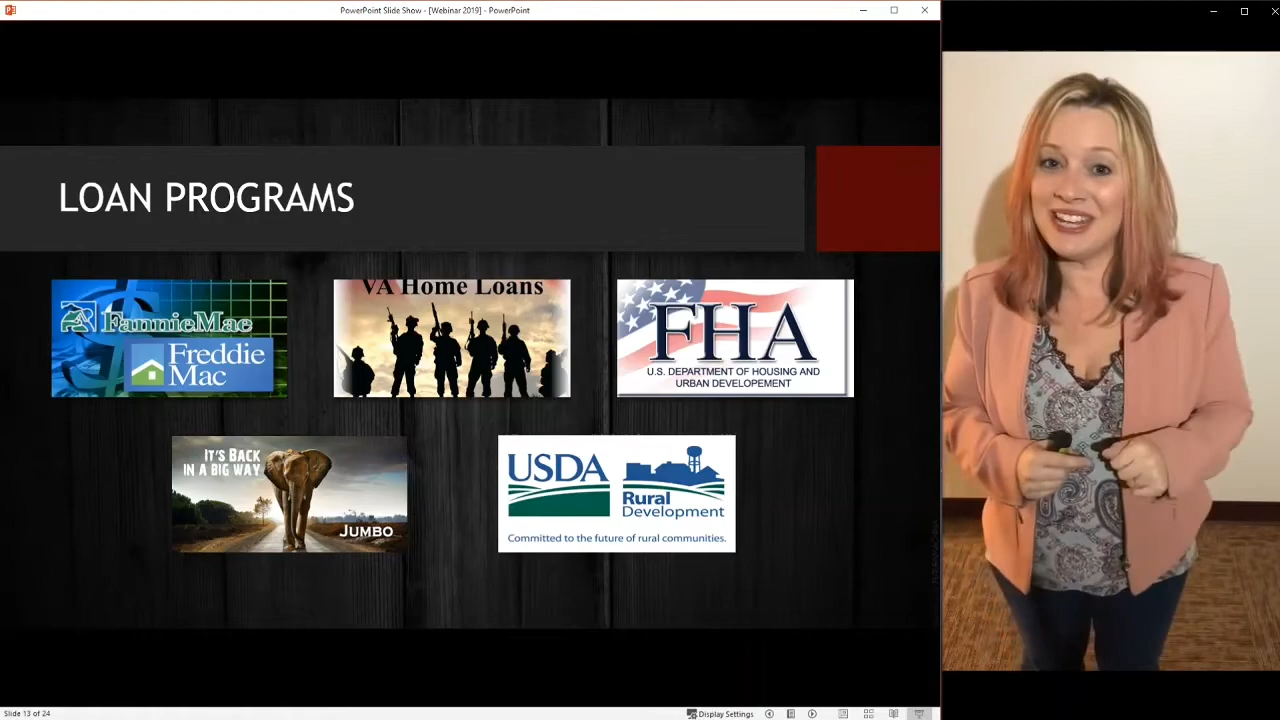 PowerPoint Slide Show - [Webinar 2019] - PowerPoint
LOAN PROGRAMS
FannieMae
Freddie
Mac
VA Home Loans
FHA
U.S. DEPARTMENT OF HOUSING AND
URBAN DEVELOPEMENT
IT'S BACK
IN A BIG WAY
JUMBO
USDA
Rural
Development
Committed to the future of rural communities.
Slide 13 of 24
Display Settings